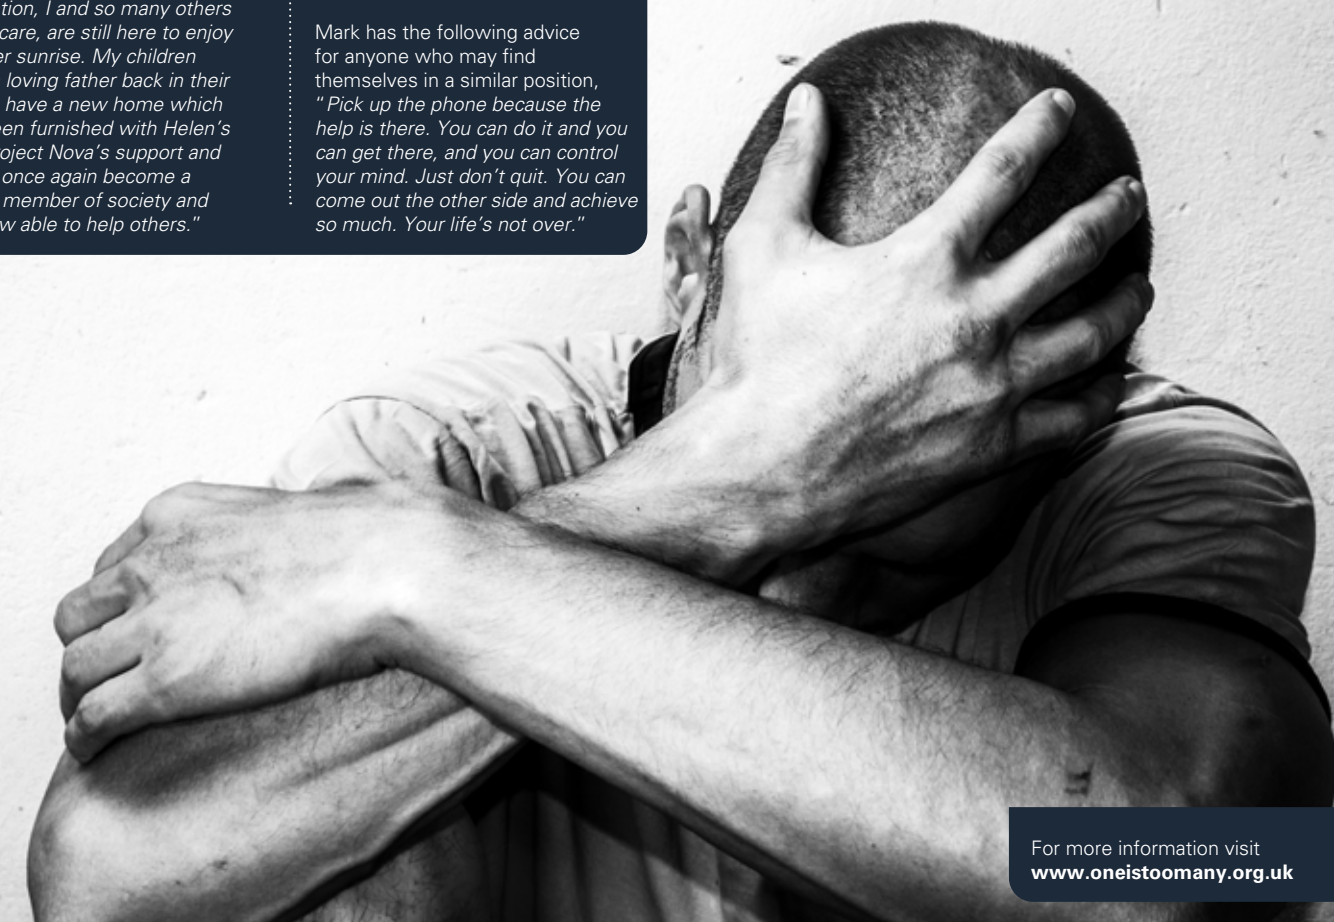 tion, I and so many others
care, are still here to enjoy
er sunrise. My children
loving father back in their
have a new home which
een furnished with Helen's
oject Nova's support and
once again become a
member of society and
w able to help others."
Mark has the following advice
for anyone who may find
themselves in a similar position,
"Pick up the phone because the
help is there. You can do it and you
can get there, and you can control
your mind. Just don't quit. You can
come out the other side and achieve
so much. Your life's not over."
For more information visit
www.oneistoomany.org.uk